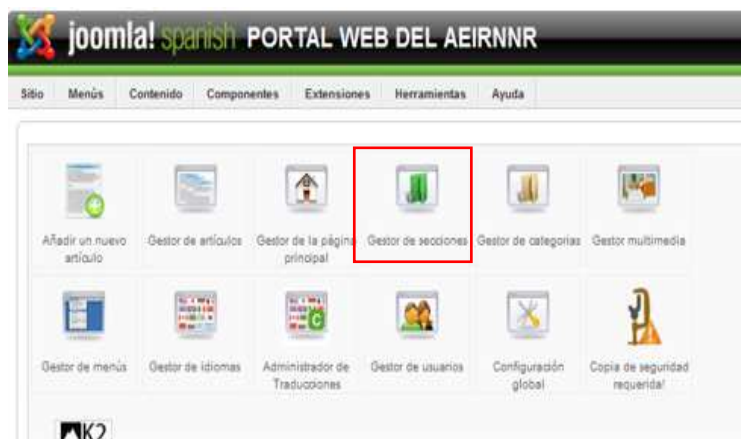 joomla! spanish PORTAL WEB DEL AEIRNNR
Sitio Menús Contenido Componentes Extensiones Herramientas Ayuda
Añadir un nuevo artículo
Gestor de artículos
Gestor de la página principal
Gestor de secciones
Gestor de categorías
Gestor multimedia
Gestor de menús
Gestor de idiomas
Administrador de Traducciones
Gestor de usuarios
Configuración global
Copia de seguridad requerida!
K2